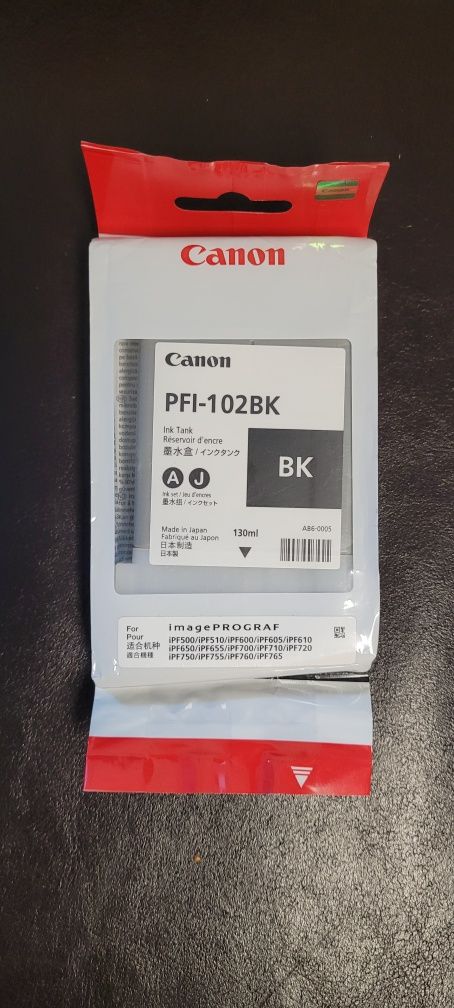 Canon
Canon
PFI-102BK
Ink Tank
Réservoir d'encre
墨水盒 / インクタンク
BK
A J
Ink set / Jeu d'encres
墨水组 / インクセット
Made in Japan
Fabriqué au Japon
日本制造
日本製
130ml
AB6-0005
For
Pour
适合机种
適合機種
imagePROGRAF
iPF500/iPF510/iPF600/iPF605/iPF610
iPF650/iPF655/iPF700/iPF710/iPF720
iPF750/iPF755/iPF760/iPF765